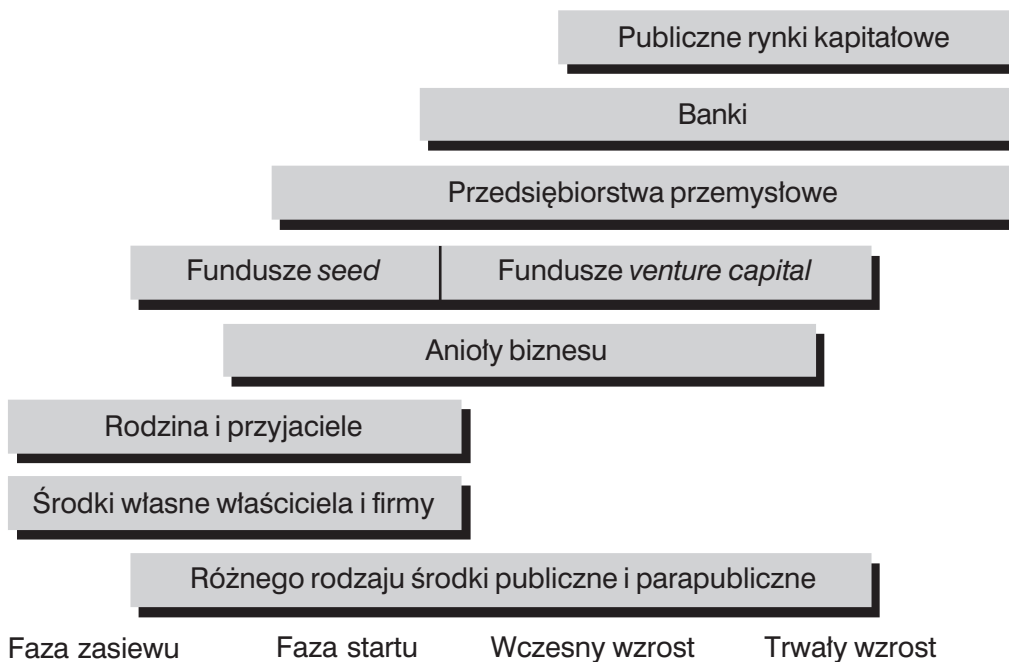 Publiczne rynki kapitałowe
Banki
Przedsiębiorstwa przemysłowe
Fundusze seed
Fundusze venture capital
Anioły biznesu
Rodzina i przyjaciele
Środki własne właściciela i firmy
Różnego rodzaju środki publiczne i parapubliczne
Faza zasiewu Faza startu Wczesny wzrost Trwały wzrost